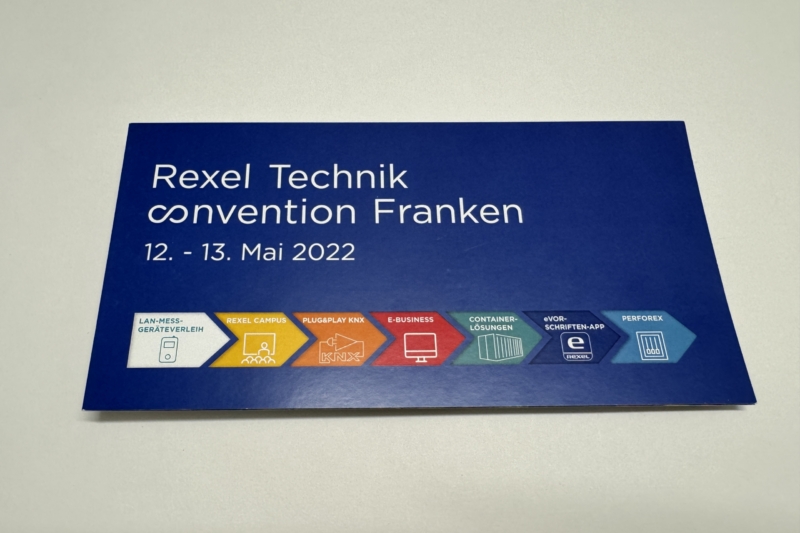 Rexel Technik
convention Franken
12. - 13. Mai 2022
LAN-MESS-
GERÄTEVERLEIH
REXEL CAMPUS
PLUG&PLAY KNX
KNX
E-BUSINESS
CONTAINER-
LÖSUNGEN
eVOR-
SCHRIFTEN-APP
e
REXEL
PERFOREX